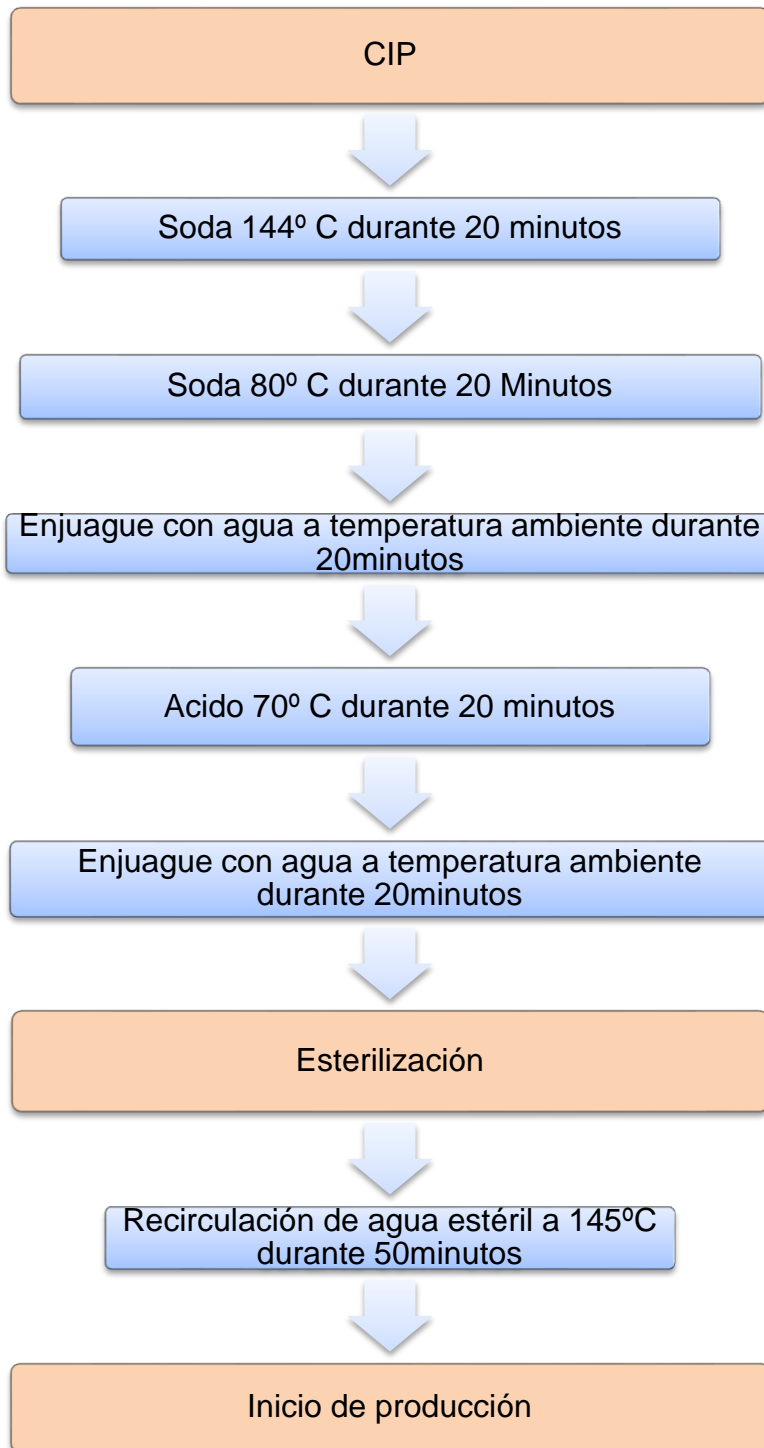 CIP
Soda 144º C durante 20 minutos
Soda 80º C durante 20 Minutos
Enjuague con agua a temperatura ambiente durante
20minutos
Acido 70º C durante 20 minutos
Enjuague con agua a temperatura ambiente
durante 20minutos
Esterilización
Recirculación de agua estéril a 145ºC
durante 50minutos
Inicio de producción